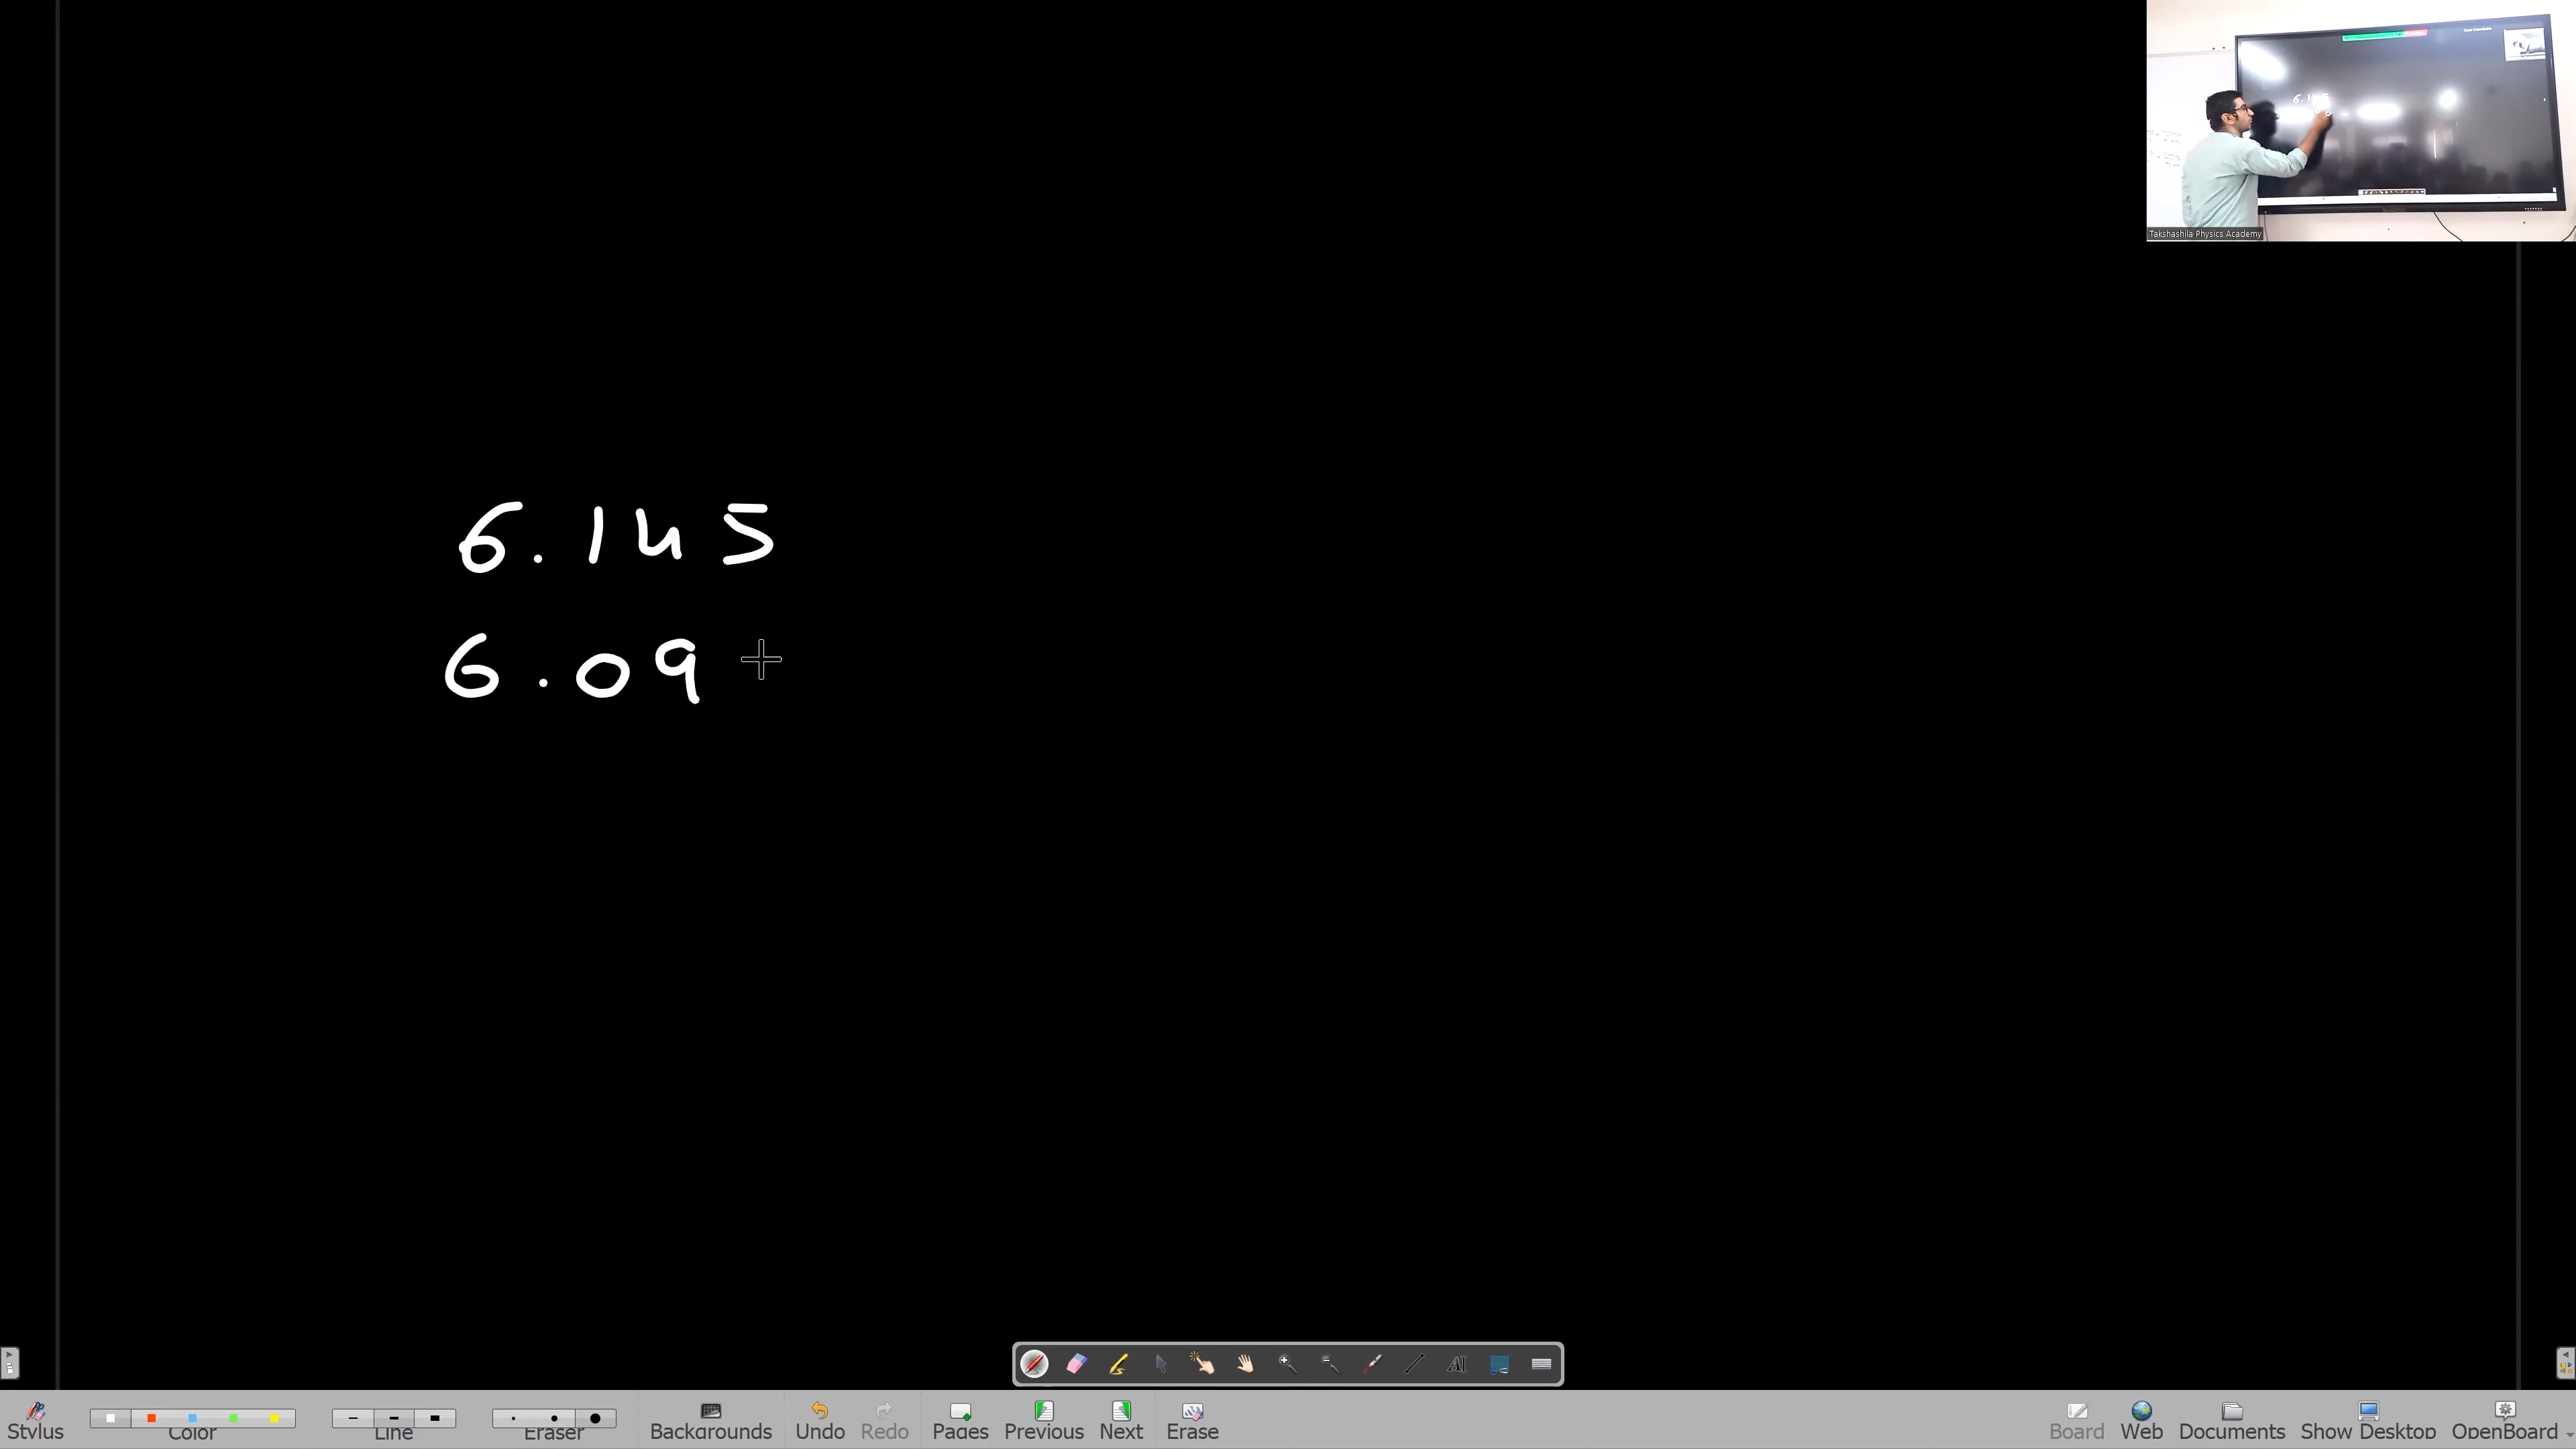 6.145
6.09
Takshashila Physics Academy
Stylus
Color
Line
Eraser
Backgrounds
Undo
Redo
Pages
Previous
Next
Erase
Board
Web
Documents
Show Desktop
OpenBoard